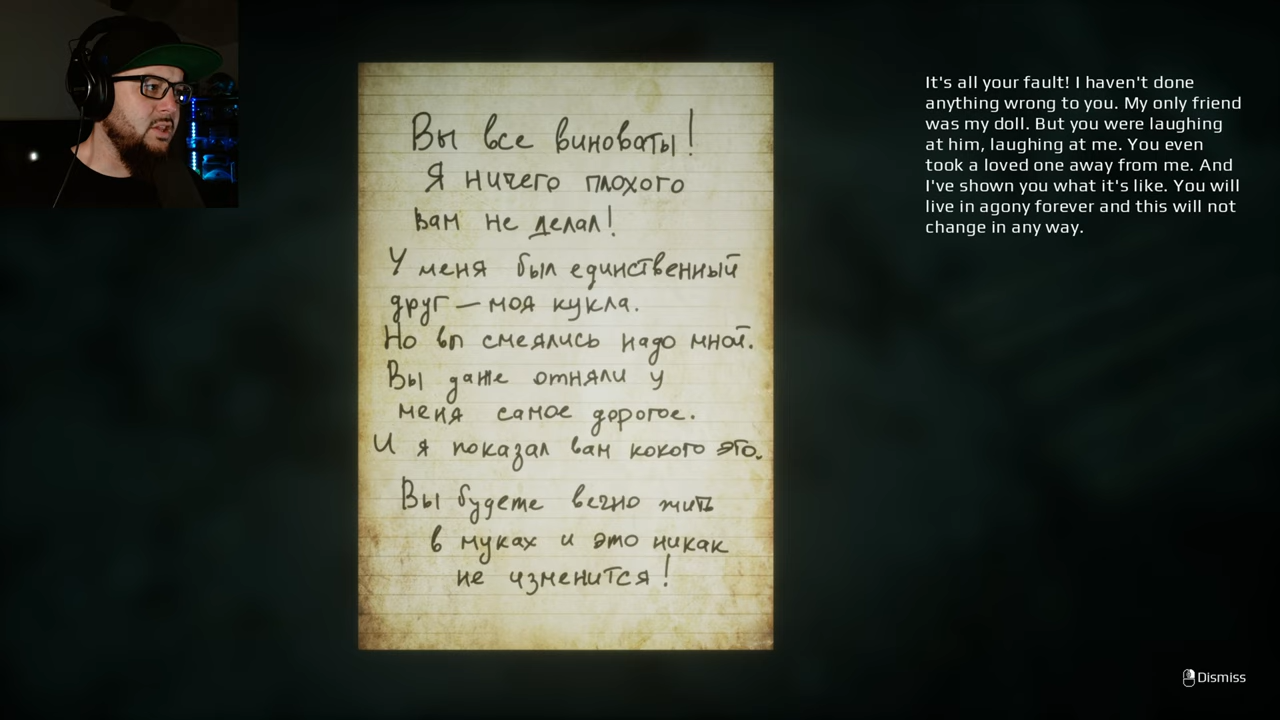 Вы все виноваты!
Я ничего плохого
вам не делал!
У меня был единственный
друг — моя кукла.
Но вы смеялись надо мной.
Вы даже отняли у
меня самое дорогое.
И я показал вам кокого это.
Вы будете вечно жить
в муках и это никак
не изменится!
It's all your fault! I haven't done
anything wrong to you. My only friend
was my doll. But you were laughing
at him, laughing at me. You even
took a loved one away from me. And
I've shown you what it's like. You will
live in agony forever and this will not
change in any way.
Dismiss